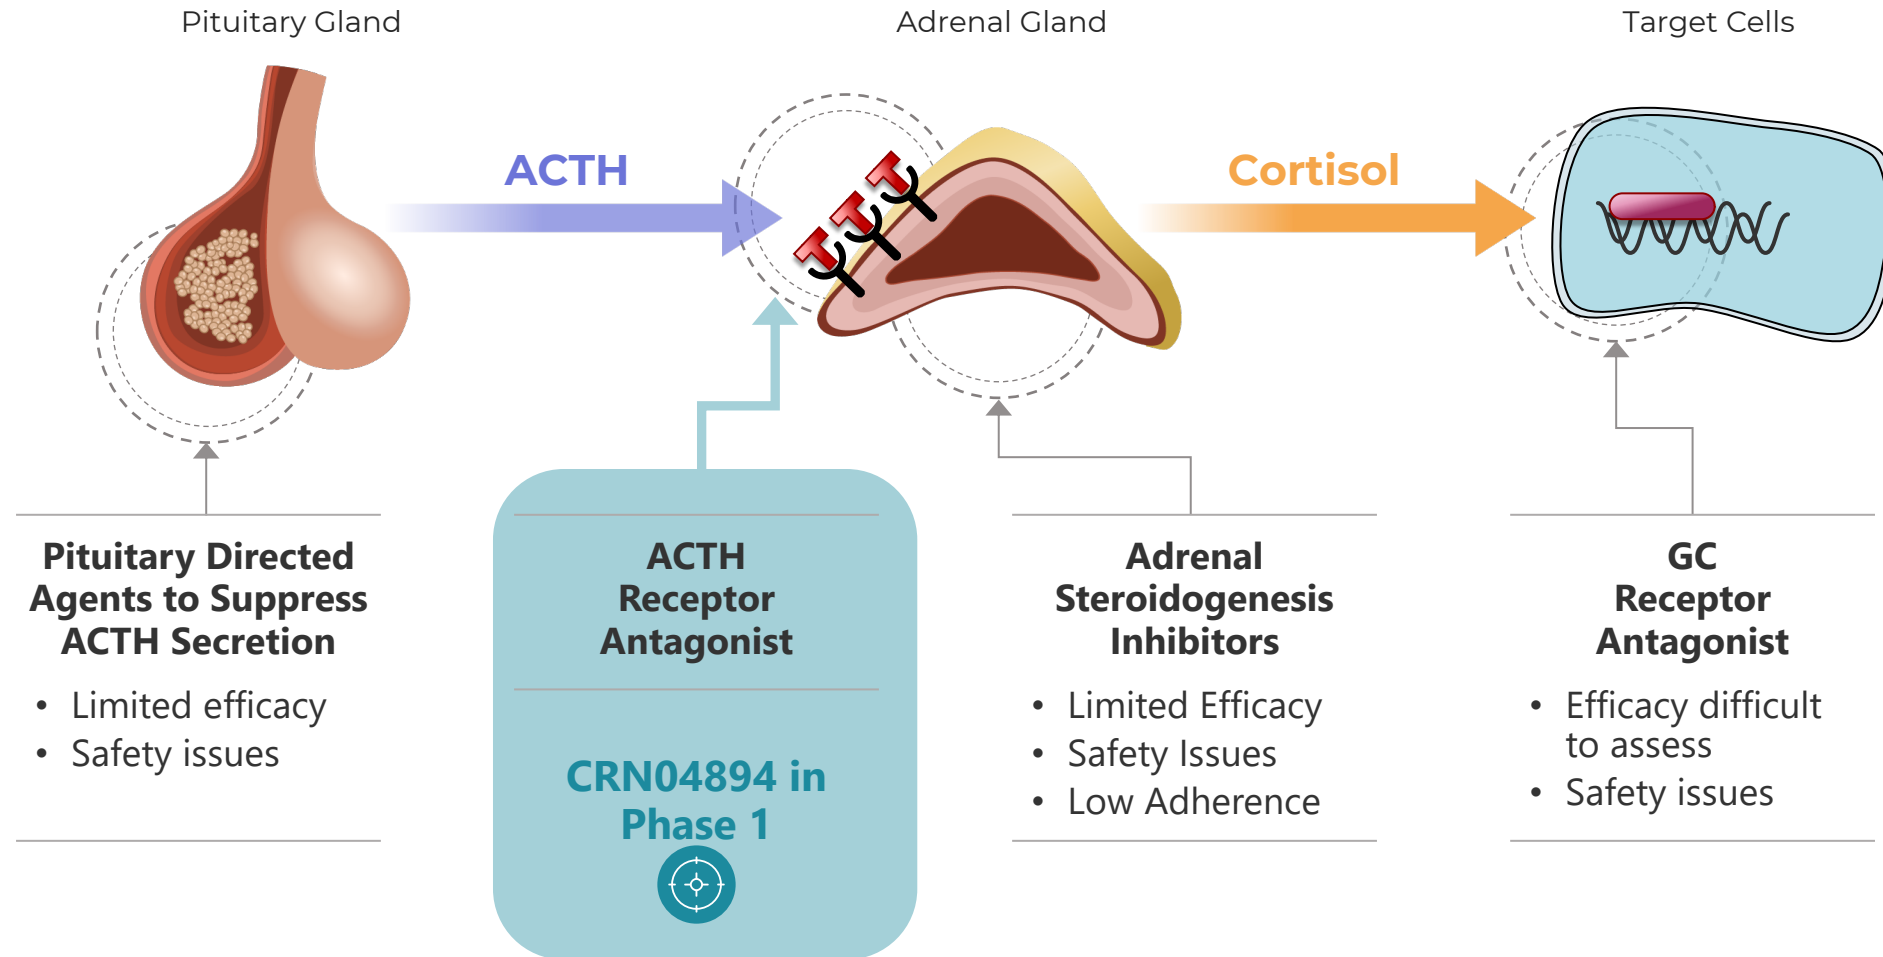 Pituitary Gland
Adrenal Gland
Target Cells
ACTH
Cortisol
Pituitary Directed
Agents to Suppress
ACTH Secretion
• Limited efficacy
• Safety issues
ACTH
Receptor
Antagonist
CRN04894 in
Phase 1
Adrenal
Steroidogenesis
Inhibitors
• Limited Efficacy
• Safety Issues
• Low Adherence
GC
Receptor
Antagonist
• Efficacy difficult
to assess
• Safety issues